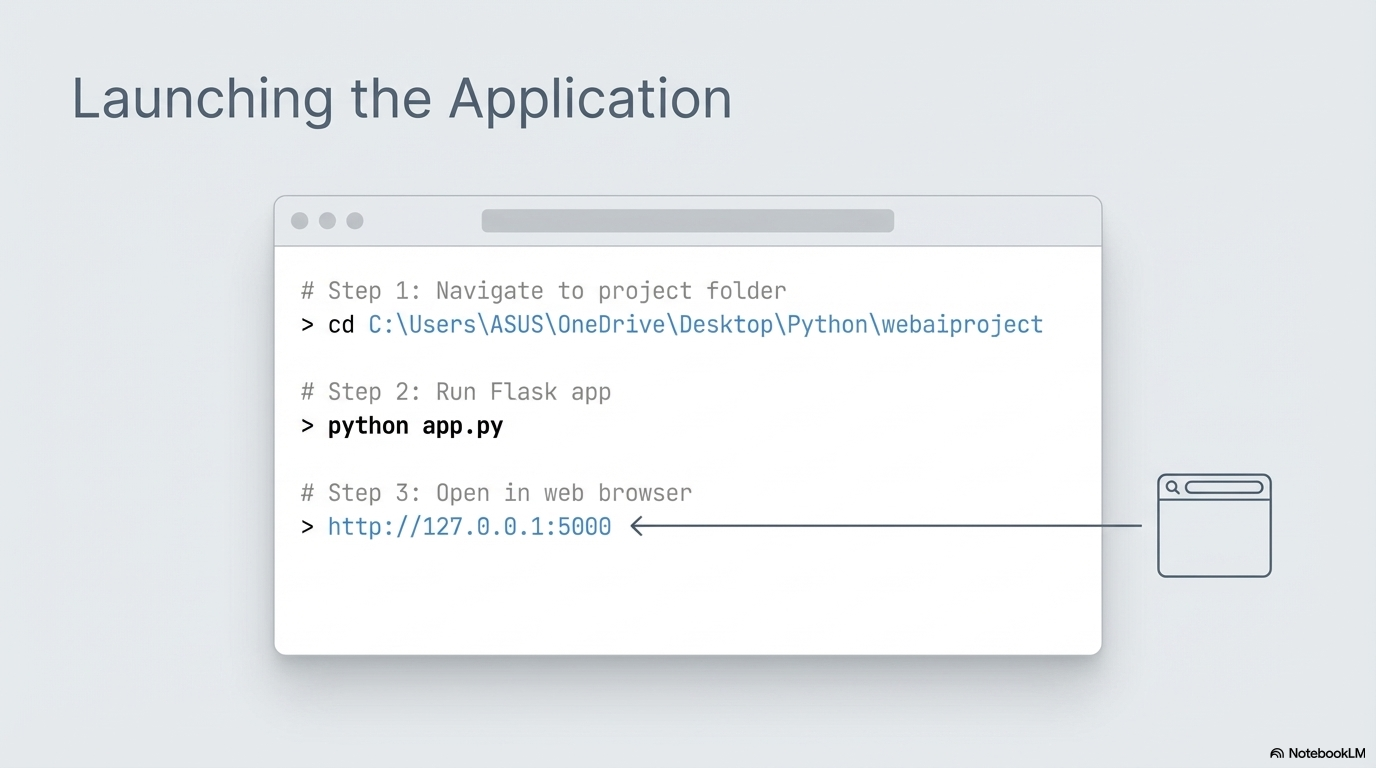 Launching the Application
# Step 1: Navigate to project folder
> cd C:\Users\ASUS\OneDrive\Desktop\Python\webaiproject
# Step 2: Run Flask app
> python app.py
# Step 3: Open in web browser
> http://127.0.0.1:5000
NotebookLM